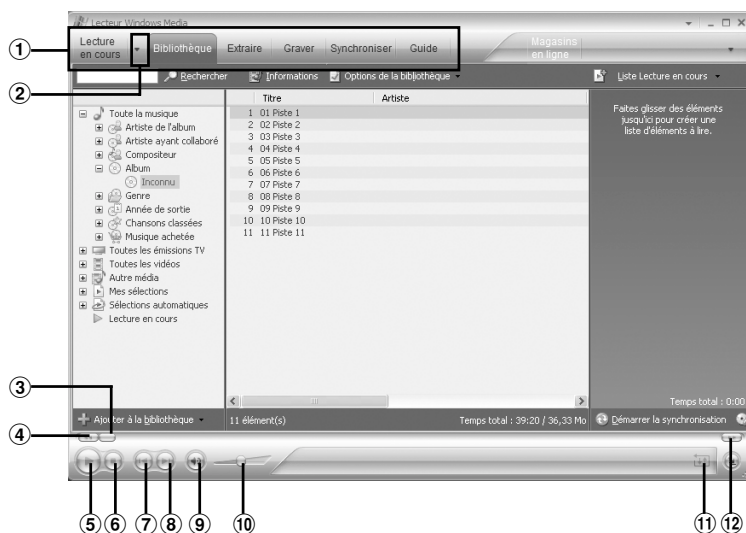 Lecteur Windows Media
① Lecture en cours Bibliothèque Extraire Graver Synchroniser Guide Magasins en ligne
②
Rechercher Informations Options de la bibliothèque Liste Lecture en cours
Titre Artiste
Toute la musique
Artiste de l'album
Artiste ayant collaboré
Compositeur
Album
Inconnu
Genre
Année de sortie
Chansons classées
Musique achetée
Toutes les émissions TV
Toutes les vidéos
Autre média
Mes sélections
Sélections automatiques
Lecture en cours
1 01 Piste 1
2 02 Piste 2
3 03 Piste 3
4 04 Piste 4
5 05 Piste 5
6 06 Piste 6
7 07 Piste 7
8 08 Piste 8
9 09 Piste 9
10 10 Piste 10
11 11 Piste 11
Faites glisser des éléments
jusqu'ici pour créer une
liste d'éléments à lire.
Temps total : 0:00
③
Ajouter à la bibliothèque 11 élément(s) Temps total : 39:20 / 36,33 Mo Démarrer la synchronisation
④
⑤ ⑥ ⑦ ⑧ ⑨ ⑩ ⑪ ⑫